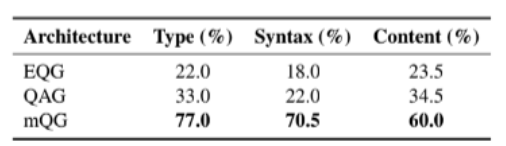 Architecture Type (%) Syntax (%) Content (%)
EQG 22.0 18.0 23.5
QAG 33.0 22.0 34.5
mQG 77.0 70.5 60.0